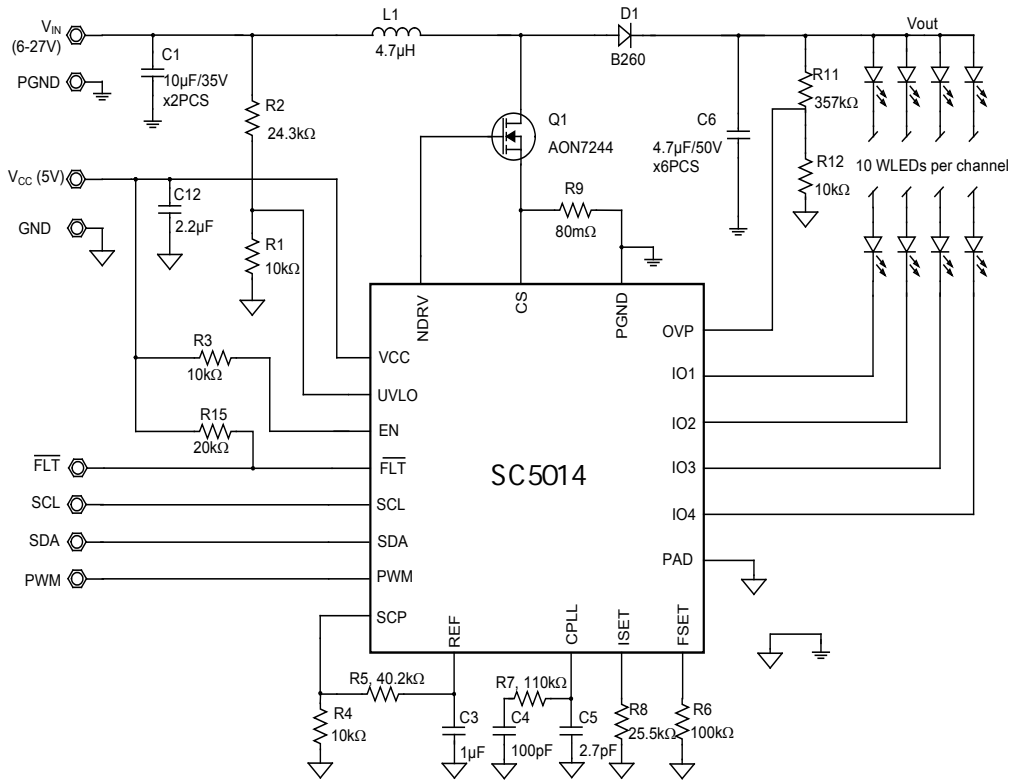 L1
4.7µH
D1
B260
Vout
VIN
(6-27V)
PGND
C1
10µF/35V
x2PCS
R2
24.3kΩ
Q1
AON7244
C6
4.7µF/50V
x6PCS
R11
357kΩ
R12
10kΩ
10 WLEDs per channel
VCC (5V)
GND
C12
2.2µF
R1
10kΩ
R9
80mΩ
NDRV
CS
PGND
R3
10kΩ
R15
20kΩ
FLT
SCL
SDA
PWM
VCC
UVLO
EN
FLT
SCL
SDA
PWM
SCP
SC5014
OVP
IO1
IO2
IO3
IO4
PAD
REF
CPLL
ISET
FSET
R5, 40.2kΩ
R4
10kΩ
C3
1µF
R7, 110kΩ
C4
100pF
C5
2.7pF
R8
25.5kΩ
R6
100kΩ